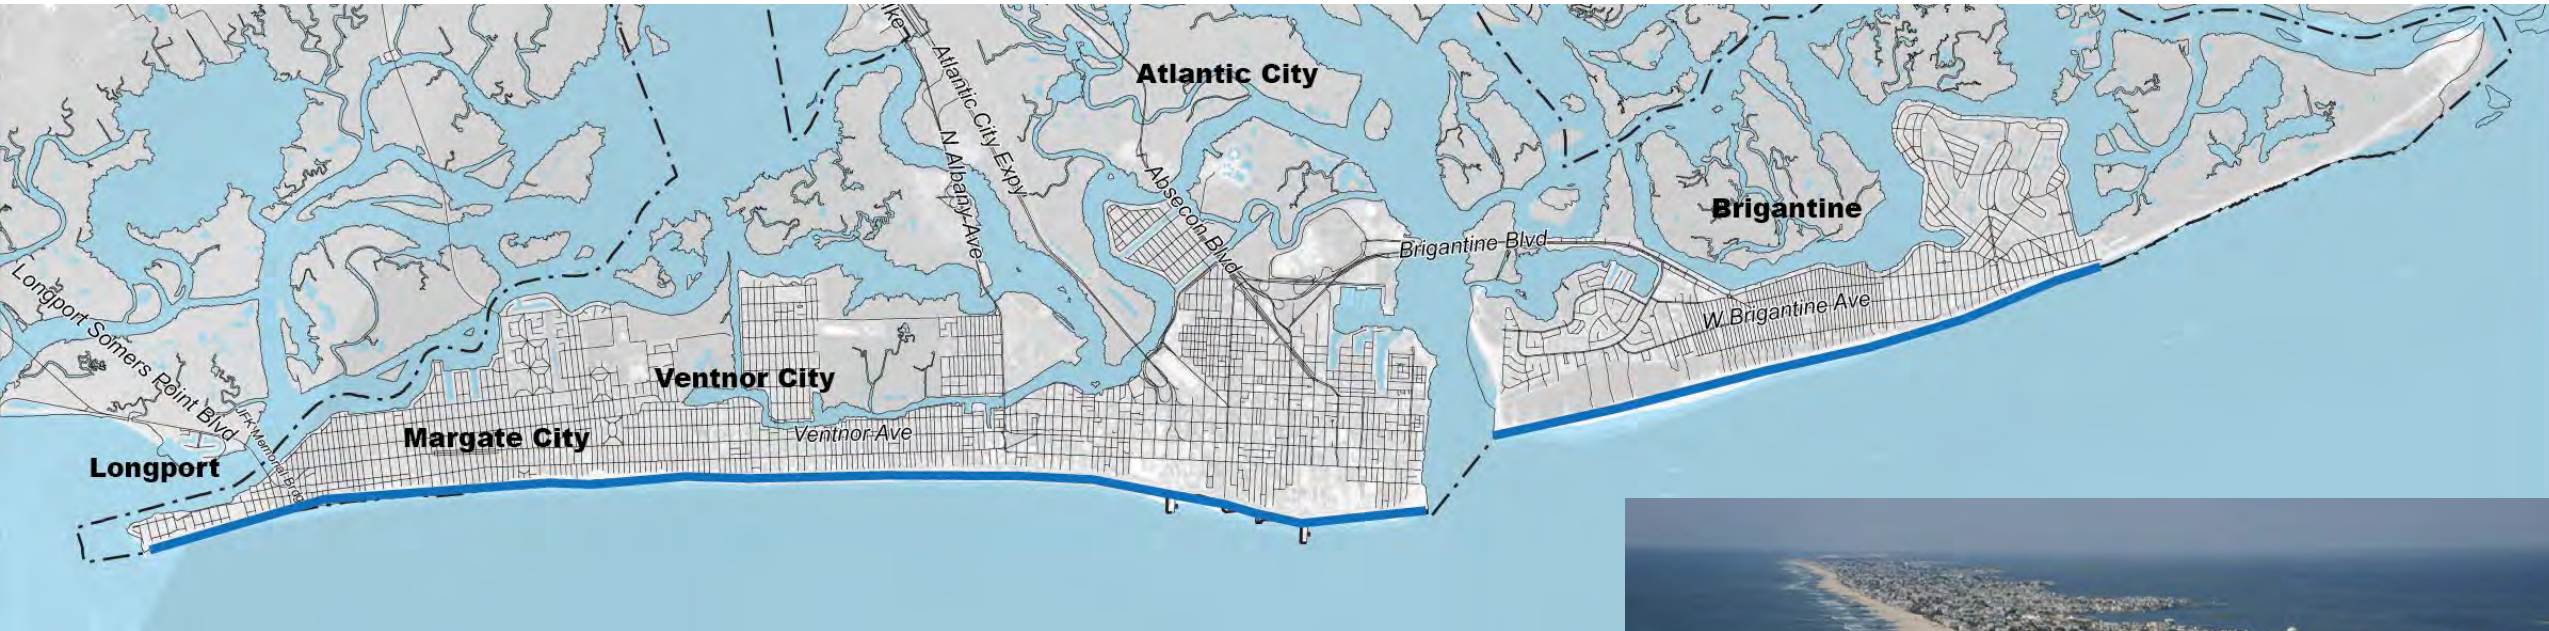 Atlantic City
Atlantic City Expy
N Albany Ave
Absecon Blvd
Brigantine
Brigantine Blvd
W Brigantine Ave
Longport Somers Point Blvd
JFK Memorial Brdg
Ventnor City
Ventnor Ave
Margate City
Longport